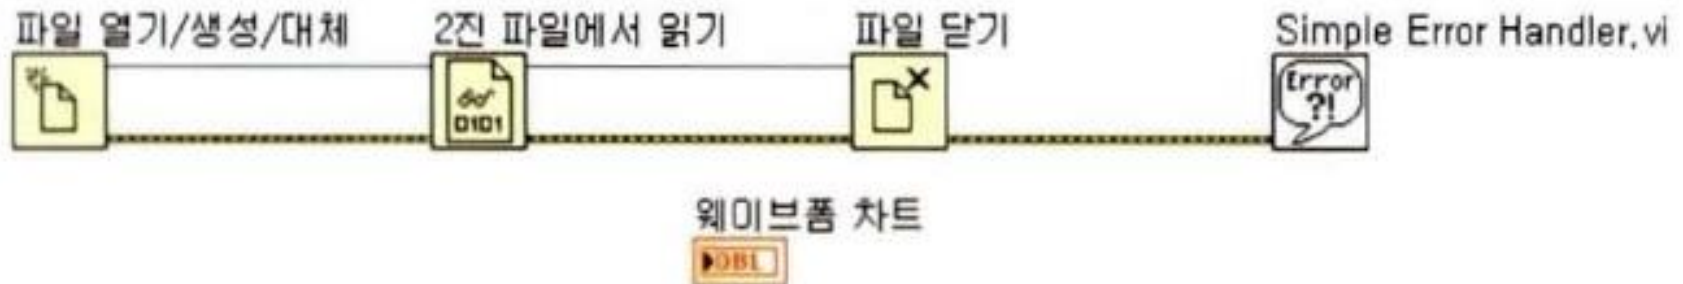 파일 열기/생성/대체 2진 파일에서 읽기 파일 닫기 Simple Error Handler.vi
0101
Error
?!
웨이브폼 차트
DBL